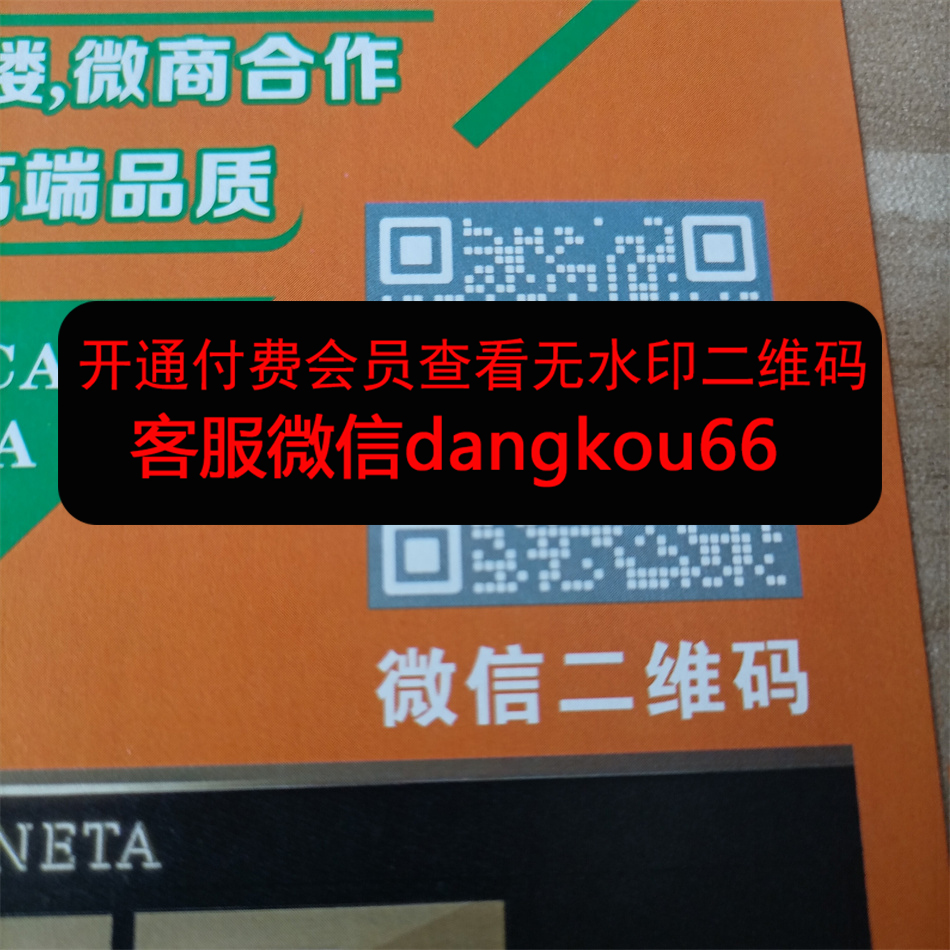 楼,微商合作
高端品质
CA
A
开通付费会员查看无水印二维码
客服微信dangkou66
微信二维码
NETA